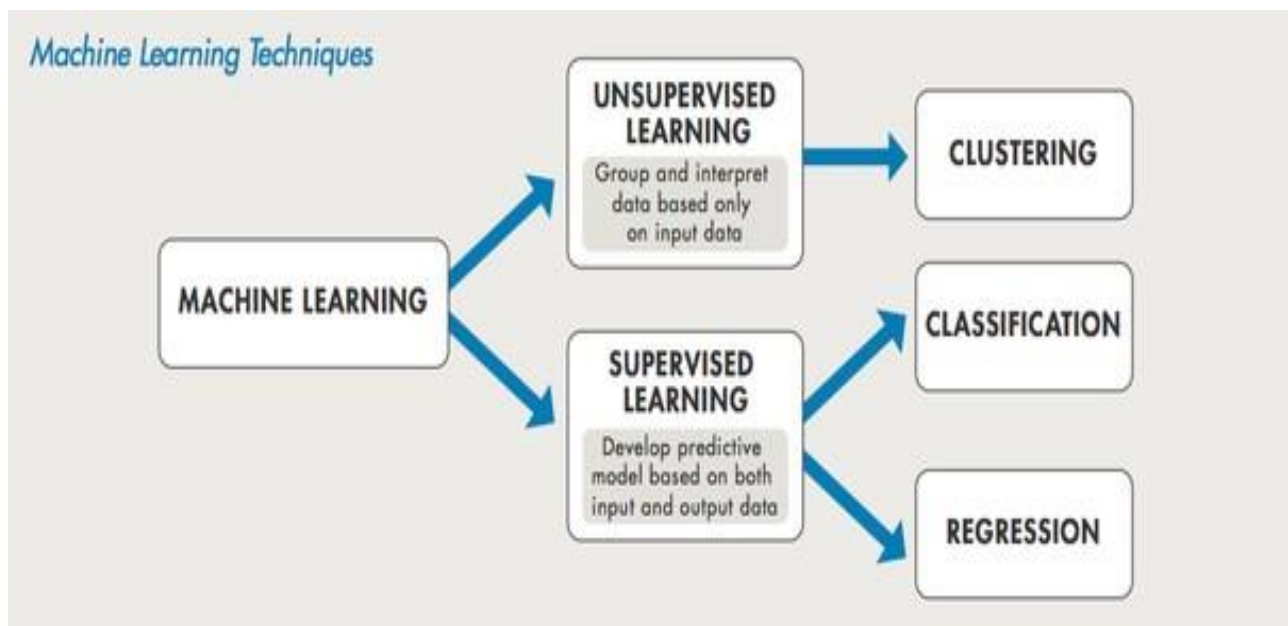 Machine Learning Techniques
MACHINE LEARNING
UNSUPERVISED
LEARNING
Group and interpret
data based only
on input data
CLUSTERING
SUPERVISED
LEARNING
Develop predictive
model based on both
input and output data
CLASSIFICATION
REGRESSION